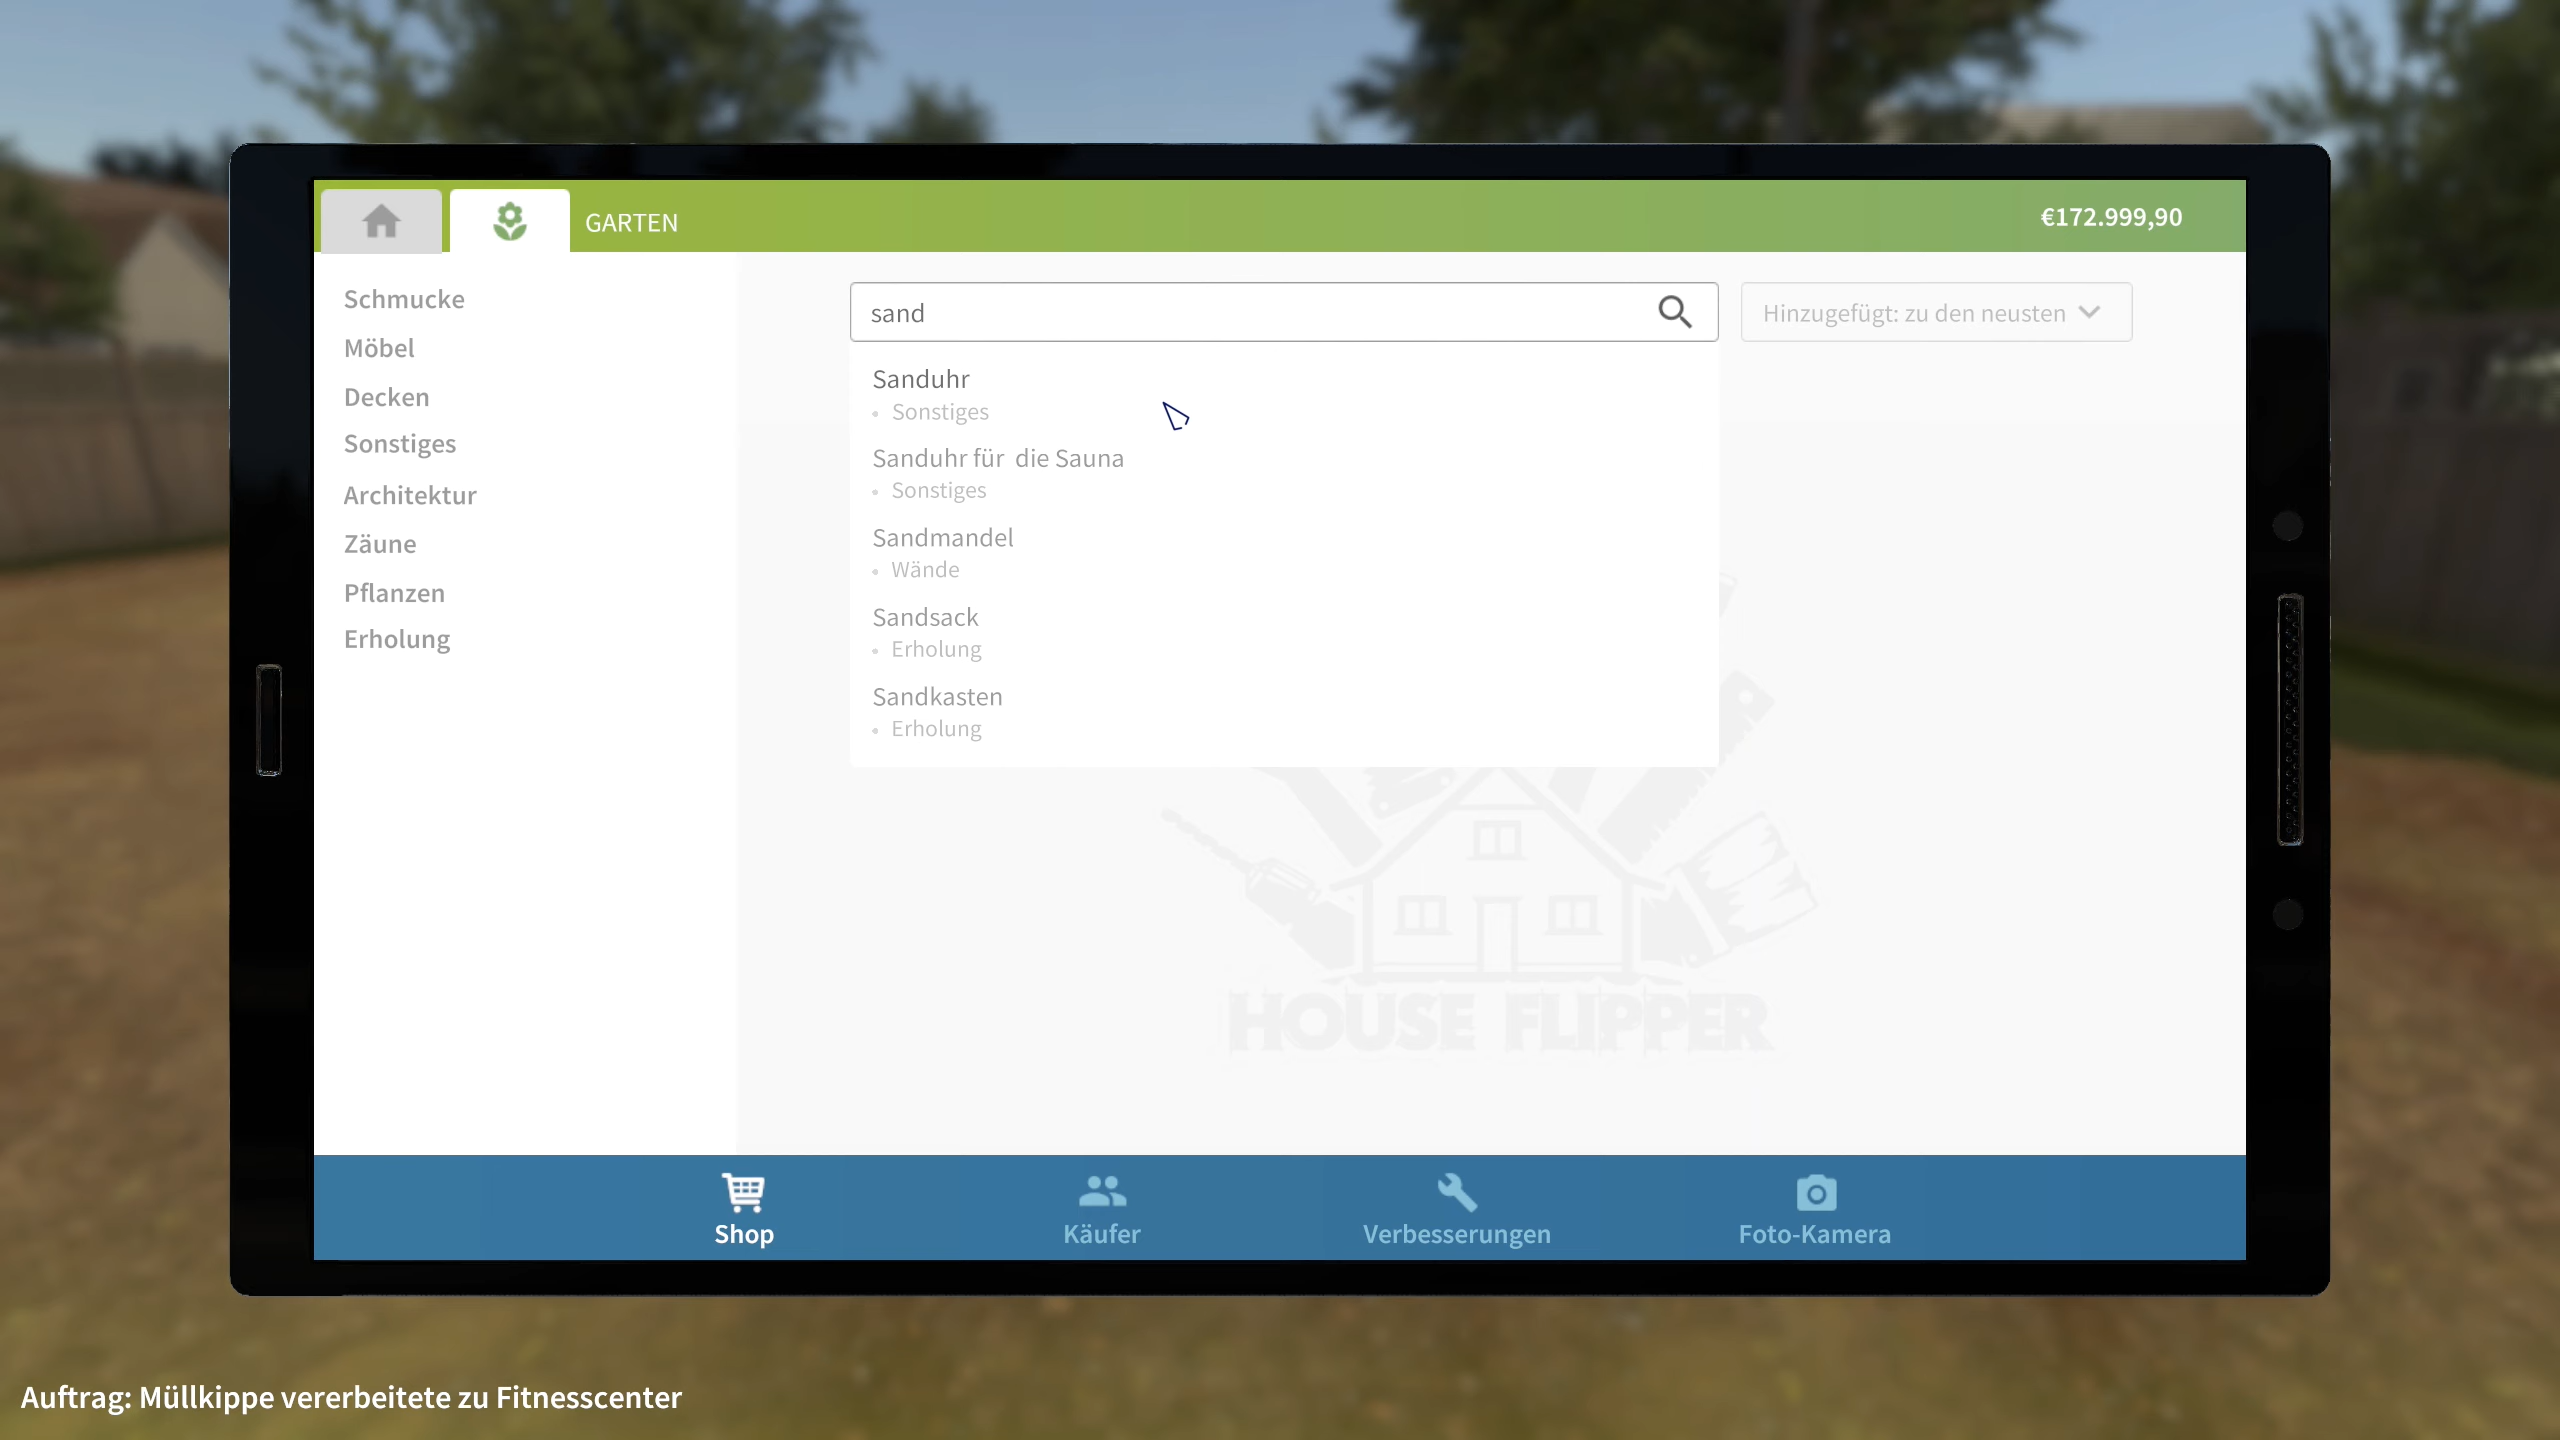 GARTEN
€172.999,90
Schmucke
Möbel
Decken
Sonstiges
Architektur
Zäune
Pflanzen
Erholung
sand
Hinzugefügt: zu den neusten
Sanduhr
• Sonstiges
Sanduhr für  die Sauna
• Sonstiges
Sandmandel
• Wände
Sandsack
• Erholung
Sandkasten
• Erholung
HOUSE FLIPPER
Shop
Käufer
Verbesserungen
Foto-Kamera
Auftrag: Müllkippe vererbeitete zu Fitnesscenter